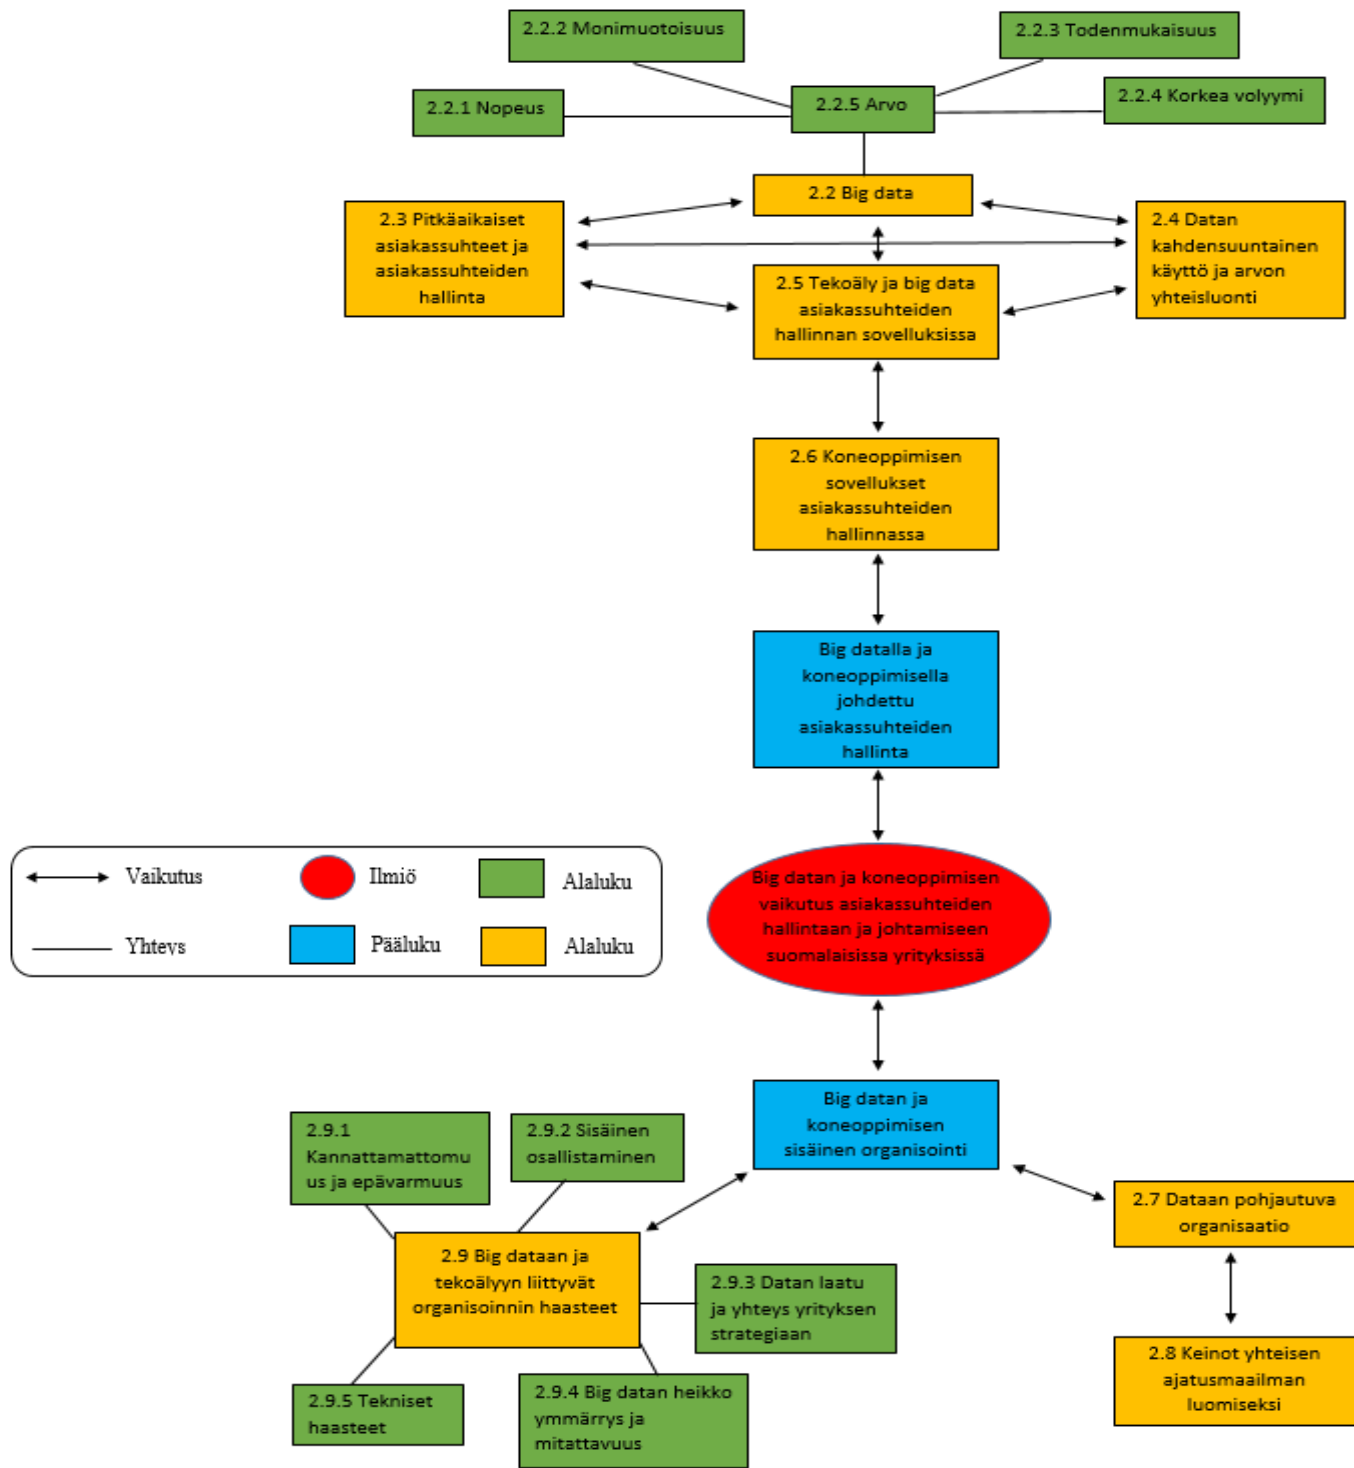 2.2.2 Monimuotoisuus
2.2.3 Todenmukaisuus
2.2.1 Nopeus
2.2.5 Arvo
2.2.4 Korkea volyymi
2.2 Big data
2.3 Pitkäaikaiset
asiakassuhteet ja
asiakassuhteiden
hallinta
2.4 Datan
kahdensuuntainen
käyttö ja arvon
yhteisluonti
2.5 Tekoäly ja big data
asiakassuhteiden
hallinnan sovelluksissa
2.6 Koneoppimisen
sovellukset
asiakassuhteiden
hallinnassa
Big datalla ja
koneoppimisella
johdettu
asiakassuhteiden
hallinta
Vaikutus
Ilmiö
Alaluku
Yhteys
Pääluku
Alaluku
Big datan ja koneoppimisen
vaikutus asiakassuhteiden
hallintaan ja johtamiseen
suomalaisissa yrityksissä
Big datan ja
koneoppimisen
sisäinen organisointi
2.9.1
Kannattamattomu
us ja epävarmuus
2.9.2 Sisäinen
osallistaminen
2.7 Dataan pohjautuva
organisaatio
2.9 Big dataan ja
tekoälyyn liittyvät
organisoinnin haasteet
2.9.3 Datan laatu
ja yhteys yrityksen
strategiaan
2.8 Keinot yhteisen
ajatusmaailman
luomiseksi
2.9.5 Tekniset
haasteet
2.9.4 Big datan heikko
ymmärrys ja
mitattavuus